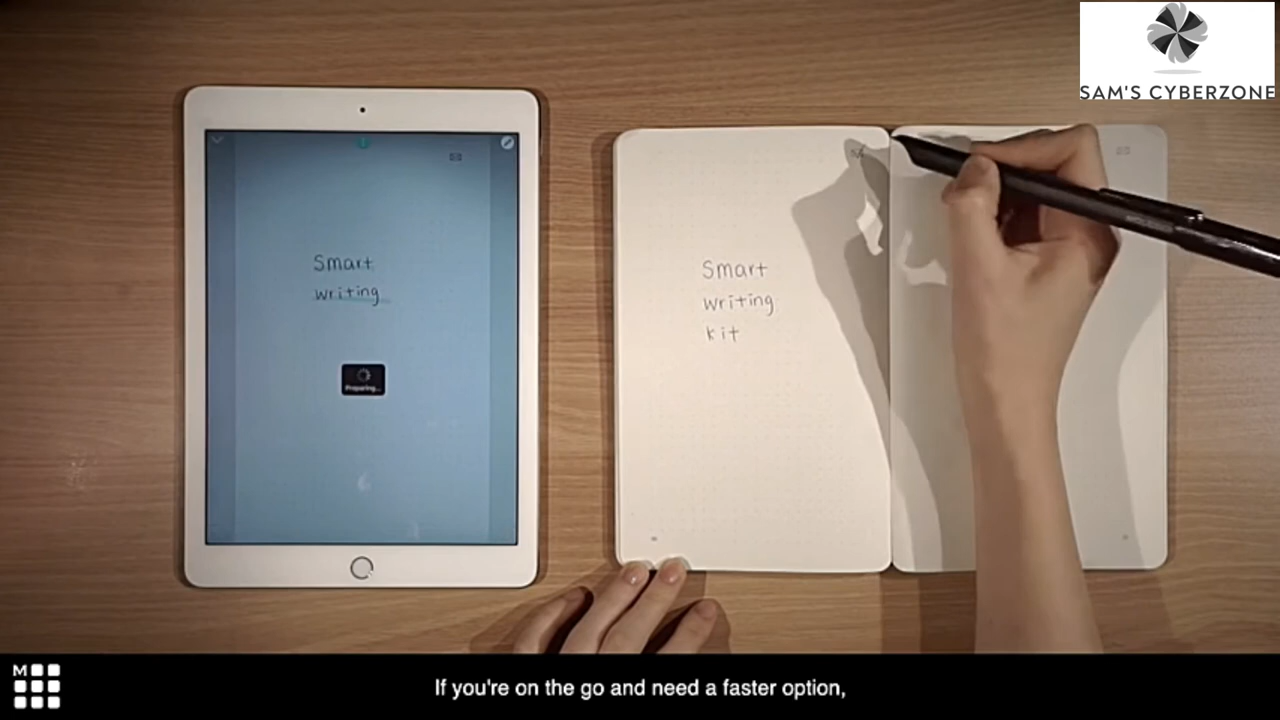 SAM'S CYBERZONE
Smart
writing
Preparing...
Smart
writing
kit
M
If you're on the go and need a faster option,